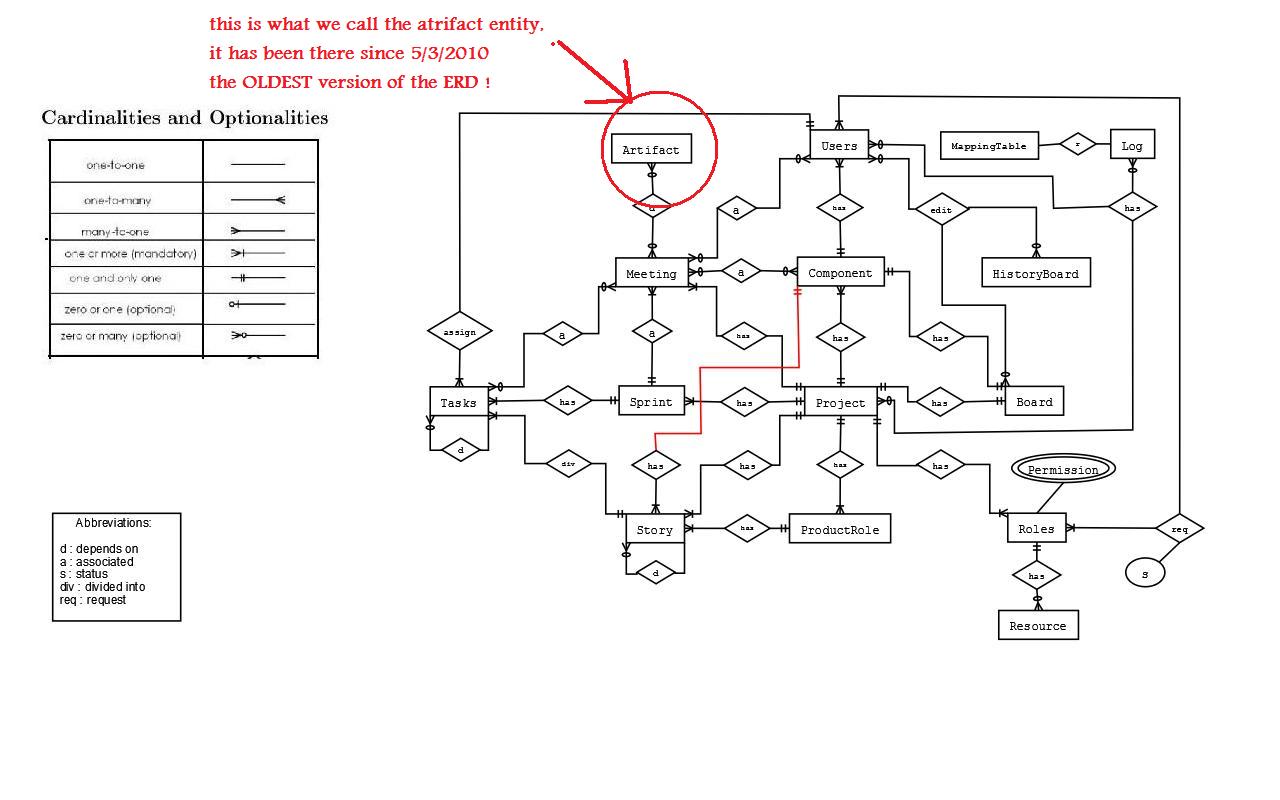 this is what we call the atrifact entity,
it has been there since 5/3/2010
the OLDEST version of the ERD !
Cardinalities and Optionalities
one-to-one
one-to-many
many-to-one
one or more (mandatory)
one and only one
zero or one (optional)
zero or many (optional)
Artifact
Users
MappingTable
r
Log
d
a
has
edit
has
Meeting
a
Component
HistoryBoard
assign
a
a
has
has
has
Tasks
has
Sprint
has
Project
has
Board
d
div
has
has
has
has
Permission
Story
has
ProductRole
Roles
req
d
has
s
Resource
Abbreviations:
d : depends on
a : associated
s : status
div : divided into
req : request